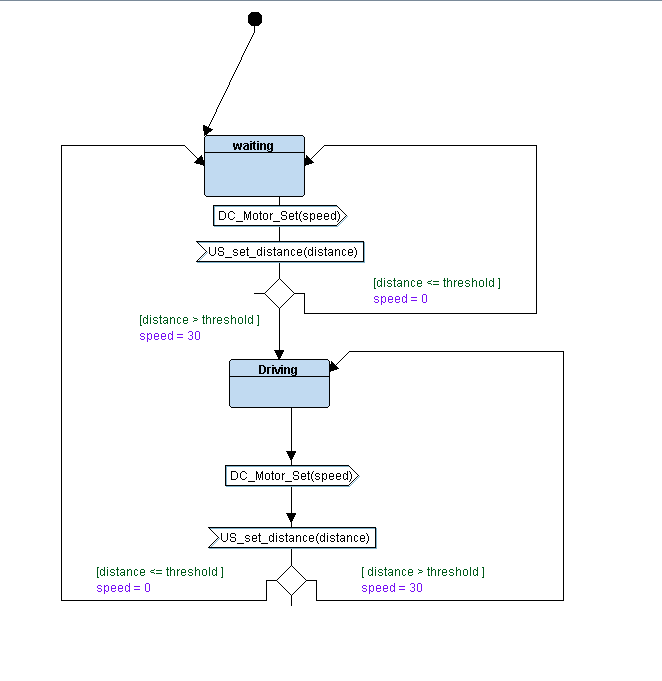 waiting
DC_Motor_Set(speed)
US_set_distance(distance)
[distance <= threshold ]
speed = 0
[distance > threshold ]
speed = 30
Driving
DC_Motor_Set(speed)
US_set_distance(distance)
[distance <= threshold ]
speed = 0
[ distance > threshold ]
speed = 30